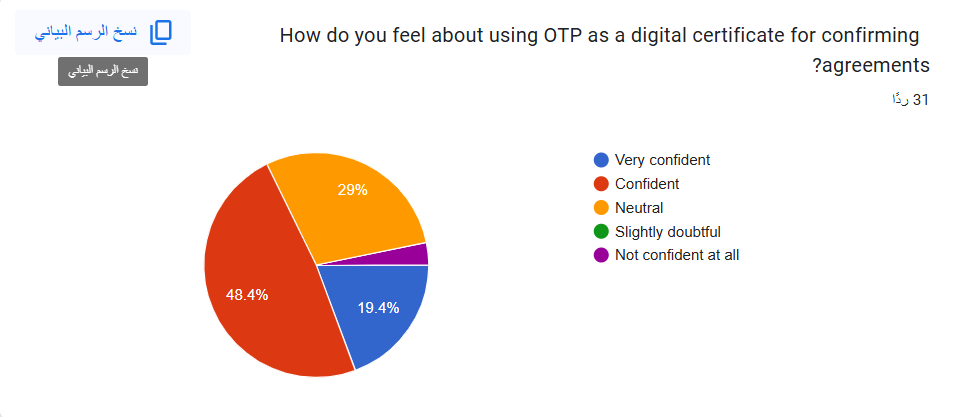 نسخ الرسم البياني
نسخ الرسم البياني
How do you feel about using OTP as a digital certificate for confirming
?agreements
31 ردًا
Very confident
Confident
Neutral
Slightly doubtful
Not confident at all
29%
48.4%
19.4%